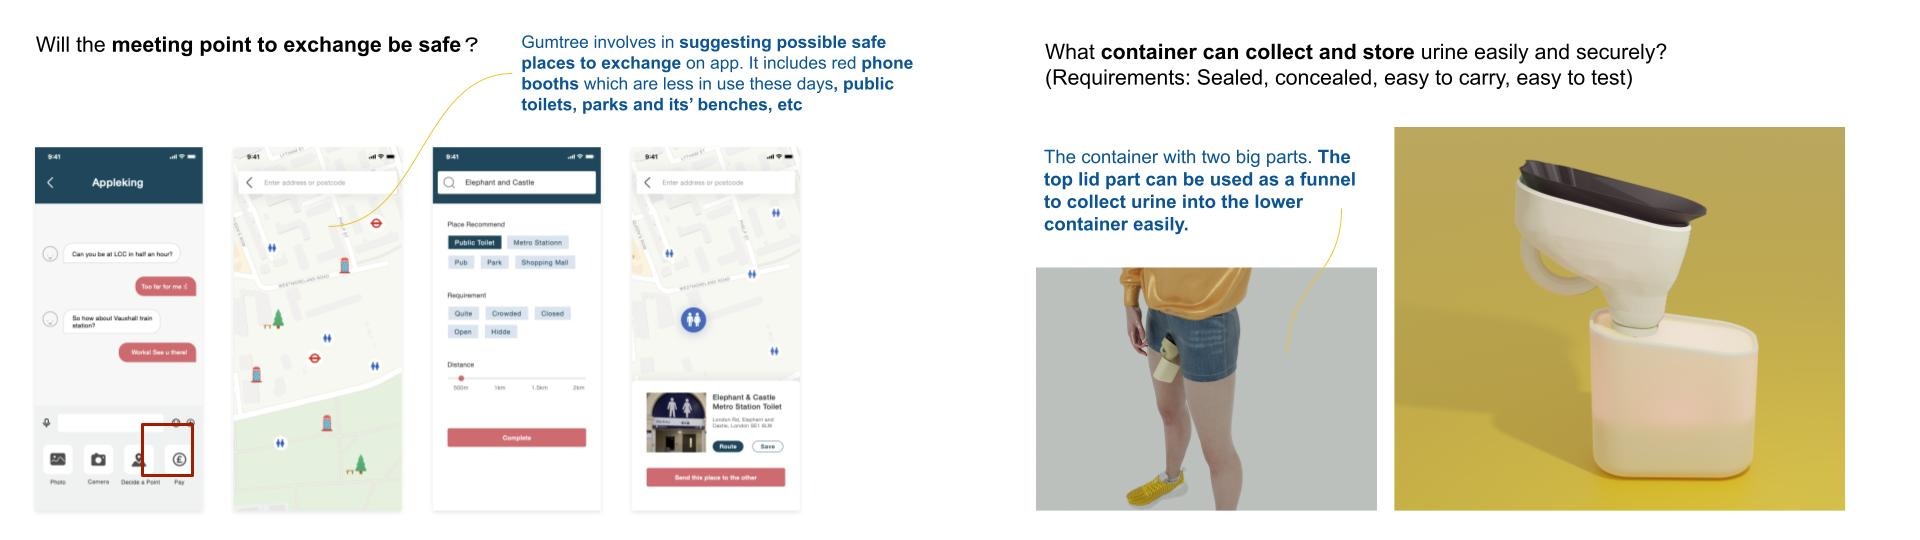 Will the meeting point to exchange be safe ?
Gumtree involves in suggesting possible safe
places to exchange on app. It includes red phone
booths which are less in use these days, public
toilets, parks and its' benches, etc
9:41
Appleking
Can you be at LCC in half an hour?
Too far for me :(
So how about Vauxhall train
station?
Works! See u there!
Photo
Camera
Decide a Point
Pay
9:41
Enter address or postcode
WESTMORELAND ROAD
9:41
Elephant and Castle
Place Recommend
Public Toilet
Metro Stationn
Pub
Park
Shopping Mall
Requirement
Quite
Crowded
Closed
Open
Hidde
Distance
500m
1km
1.5km
2km
Complete
9:41
Enter address or postcode
WESTMORELAND ROAD
Elephant & Castle
Metro Station Toilet
London Rd, Elephant and
Castle, London SE1 6LW
Route
Save
Send this place to the other
What container can collect and store urine easily and securely?
(Requirements: Sealed, concealed, easy to carry, easy to test)
The container with two big parts. The
top lid part can be used as a funnel
to collect urine into the lower
container easily.